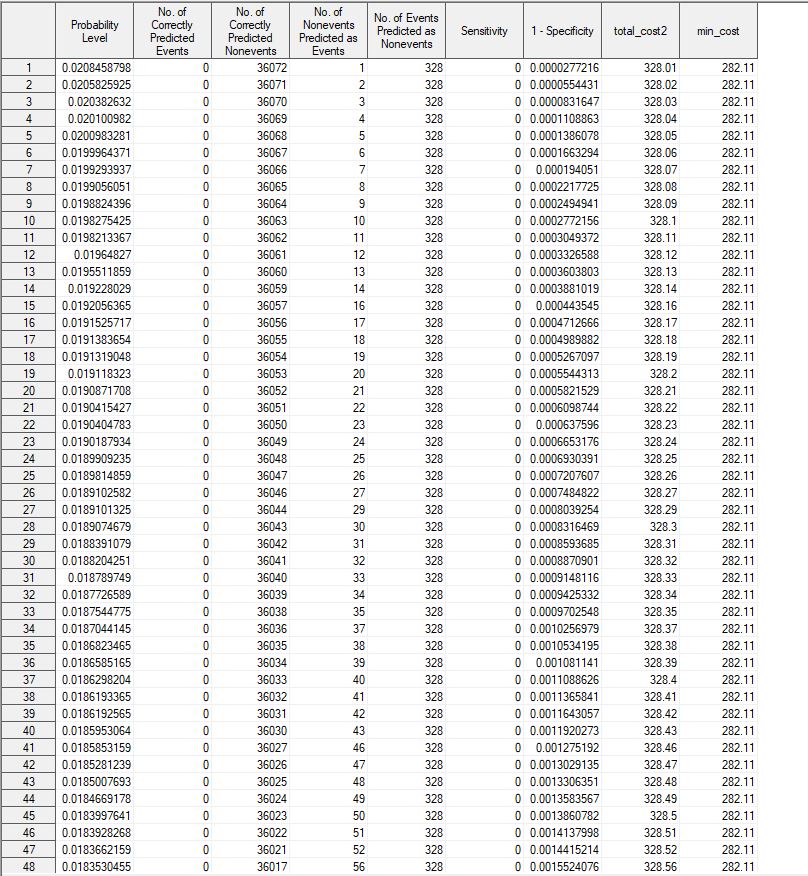 Probability Level | No. of Correctly Predicted Events | No. of Correctly Predicted Nonevents | No. of Nonevents Predicted as Events | No. of Events Predicted as Nonevents | Sensitivity | 1 - Specificity | total_cost2 | min_cost
1 0.0208458798 0 36072 1 328 0 0.0000277216 328.01 282.11
2 0.0205825925 0 36071 2 328 0 0.0000554431 328.02 282.11
3 0.020382632 0 36070 3 328 0 0.0000831647 328.03 282.11
4 0.020100982 0 36069 4 328 0 0.0001108863 328.04 282.11
5 0.0200983281 0 36068 5 328 0 0.0001386078 328.05 282.11
6 0.0199964371 0 36067 6 328 0 0.0001663294 328.06 282.11
7 0.0199293937 0 36066 7 328 0 0.000194051 328.07 282.11
8 0.0199056051 0 36065 8 328 0 0.0002217725 328.08 282.11
9 0.0198824396 0 36064 9 328 0 0.0002494941 328.09 282.11
10 0.0198275425 0 36063 10 328 0 0.0002772156 328.1 282.11
11 0.0198213367 0 36062 11 328 0 0.0003049372 328.11 282.11
12 0.01964827 0 36061 12 328 0 0.0003326588 328.12 282.11
13 0.0195511859 0 36060 13 328 0 0.0003603803 328.13 282.11
14 0.019228029 0 36059 14 328 0 0.0003881019 328.14 282.11
15 0.0192056365 0 36057 16 328 0 0.000443545 328.16 282.11
16 0.0191525717 0 36056 17 328 0 0.0004712666 328.17 282.11
17 0.0191383654 0 36055 18 328 0 0.0004989882 328.18 282.11
18 0.0191319048 0 36054 19 328 0 0.0005267097 328.19 282.11
19 0.019118323 0 36053 20 328 0 0.0005544313 328.2 282.11
20 0.0190871708 0 36052 21 328 0 0.0005821529 328.21 282.11
21 0.0190415427 0 36051 22 328 0 0.0006098744 328.22 282.11
22 0.0190404783 0 36050 23 328 0 0.000637596 328.23 282.11
23 0.0190187934 0 36049 24 328 0 0.0006653176 328.24 282.11
24 0.0189909235 0 36048 25 328 0 0.0006930391 328.25 282.11
25 0.0189814859 0 36047 26 328 0 0.0007207607 328.26 282.11
26 0.0189102582 0 36046 27 328 0 0.0007484822 328.27 282.11
27 0.0189101325 0 36044 29 328 0 0.0008039254 328.29 282.11
28 0.0189074679 0 36043 30 328 0 0.0008316469 328.3 282.11
29 0.0188391079 0 36042 31 328 0 0.0008593685 328.31 282.11
30 0.0188204251 0 36041 32 328 0 0.0008870901 328.32 282.11
31 0.018789749 0 36040 33 328 0 0.0009148116 328.33 282.11
32 0.0187726589 0 36039 34 328 0 0.0009425332 328.34 282.11
33 0.0187544775 0 36038 35 328 0 0.0009702548 328.35 282.11
34 0.0187044145 0 36036 37 328 0 0.0010256979 328.37 282.11
35 0.0186823465 0 36035 38 328 0 0.0010534195 328.38 282.11
36 0.0186585165 0 36034 39 328 0 0.001081141 328.39 282.11
37 0.0186298204 0 36033 40 328 0 0.0011088626 328.4 282.11
38 0.0186193365 0 36032 41 328 0 0.0011365841 328.41 282.11
39 0.0186192565 0 36031 42 328 0 0.0011643057 328.42 282.11
40 0.0185953064 0 36030 43 328 0 0.0011920273 328.43 282.11
41 0.0185853159 0 36027 46 328 0 0.001275192 328.46 282.11
42 0.0185281239 0 36026 47 328 0 0.0013029135 328.47 282.11
43 0.0185007693 0 36025 48 328 0 0.0013306351 328.48 282.11
44 0.0184669178 0 36024 49 328 0 0.0013583567 328.49 282.11
45 0.0183997641 0 36023 50 328 0 0.0013860782 328.5 282.11
46 0.0183928268 0 36022 51 328 0 0.0014137998 328.51 282.11
47 0.0183662159 0 36021 52 328 0 0.0014415214 328.52 282.11
48 0.0183530455 0 36017 56 328 0 0.0015524076 328.56 282.11